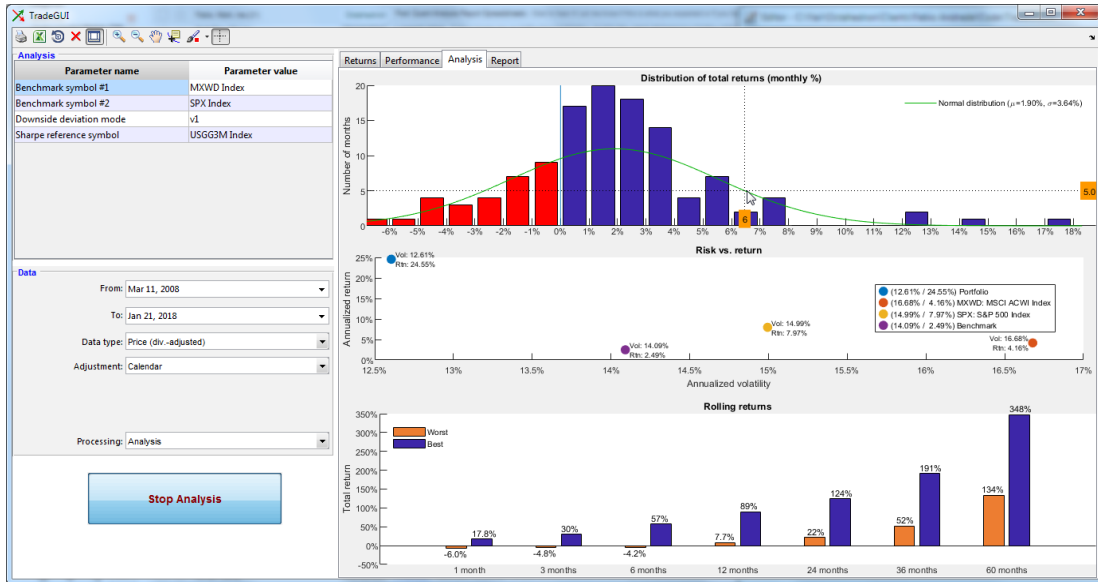 TradeGUI
Analysis
Parameter name Parameter value
Benchmark symbol #1 MXWD Index
Benchmark symbol #2 SPX Index
Downside deviation mode v1
Sharpe reference symbol USGG3M Index
Data
From: Mar 11, 2008
To: Jan 21, 2018
Data type: Price (div.-adjusted)
Adjustment: Calendar
Processing: Analysis
Stop Analysis
Returns Performance Analysis Report
Distribution of total returns (monthly %)
Number of months
20
15
10
5
0
Normal distribution (μ=1.90%, σ=3.64%)
5.0
6
-6% -5% -4% -3% -2% -1% 0% 1% 2% 3% 4% 5% 6% 7% 8% 9% 10% 11% 12% 13% 14% 15% 16% 17% 18%
Risk vs. return
Annualized return
25%
20%
15%
10%
5%
0%
Vol: 12.61%
Rtn: 24.55%
Vol: 14.09%
Rtn: 2.49%
Vol: 14.99%
Rtn: 7.97%
Vol: 16.68%
Rtn: 4.16%
(12.61% / 24.55%) Portfolio
(16.68% / 4.16%) MXWD: MSCI ACWI Index
(14.99% / 7.97%) SPX: S&P 500 Index
(14.09% / 2.49%) Benchmark
12.5% 13% 13.5% 14% 14.5% 15% 15.5% 16% 16.5% 17%
Annualized volatility
Rolling returns
Total return
350%
300%
250%
200%
150%
100%
50%
0%
-50%
Worst
Best
-6.0% 17.8% -4.8% 30% -4.2% 57% 7.7% 89% 22% 124% 52% 191% 134% 348%
1 month 3 months 6 months 12 months 24 months 36 months 60 months